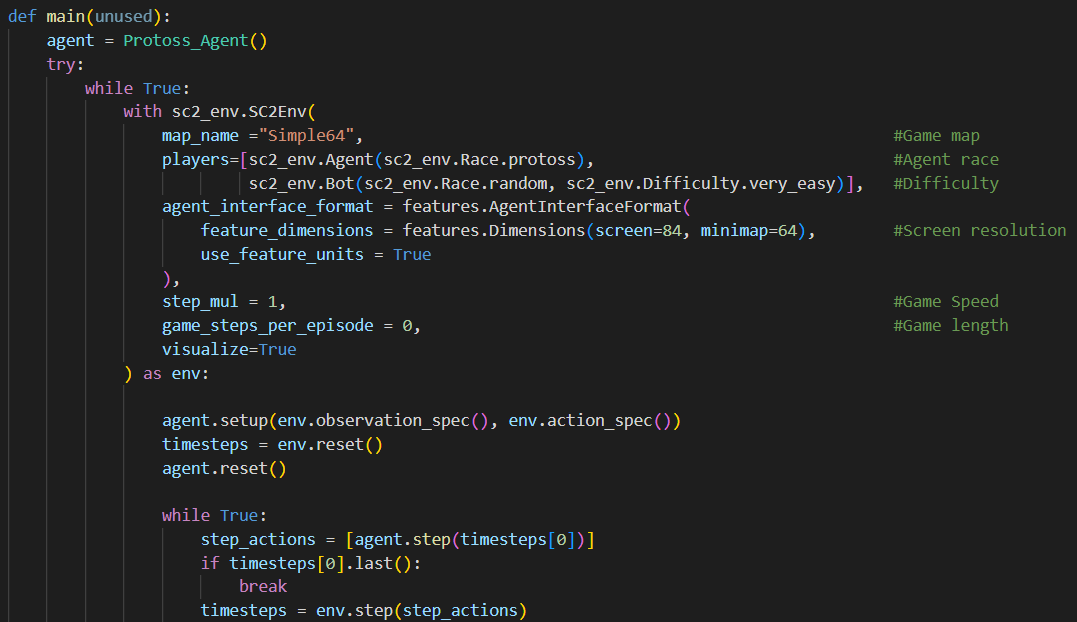 def main(unused):
    agent = Protoss_Agent()
    try:
        while True:
            with sc2_env.SC2Env(
                map_name ="Simple64",                                        #Game map
                players=[sc2_env.Agent(sc2_env.Race.protoss),                #Agent race
                         sc2_env.Bot(sc2_env.Race.random, sc2_env.Difficulty.very_easy)],   #Difficulty
                agent_interface_format = features.AgentInterfaceFormat(
                    feature_dimensions = features.Dimensions(screen=84, minimap=64),        #Screen resolution
                    use_feature_units = True
                ),
                step_mul = 1,                                                #Game Speed
                game_steps_per_episode = 0,                                  #Game length
                visualize=True
            ) as env:
                agent.setup(env.observation_spec(), env.action_spec())
                timesteps = env.reset()
                agent.reset()
                while True:
                    step_actions = [agent.step(timesteps[0])]
                    if timesteps[0].last():
                        break
                    timesteps = env.step(step_actions)